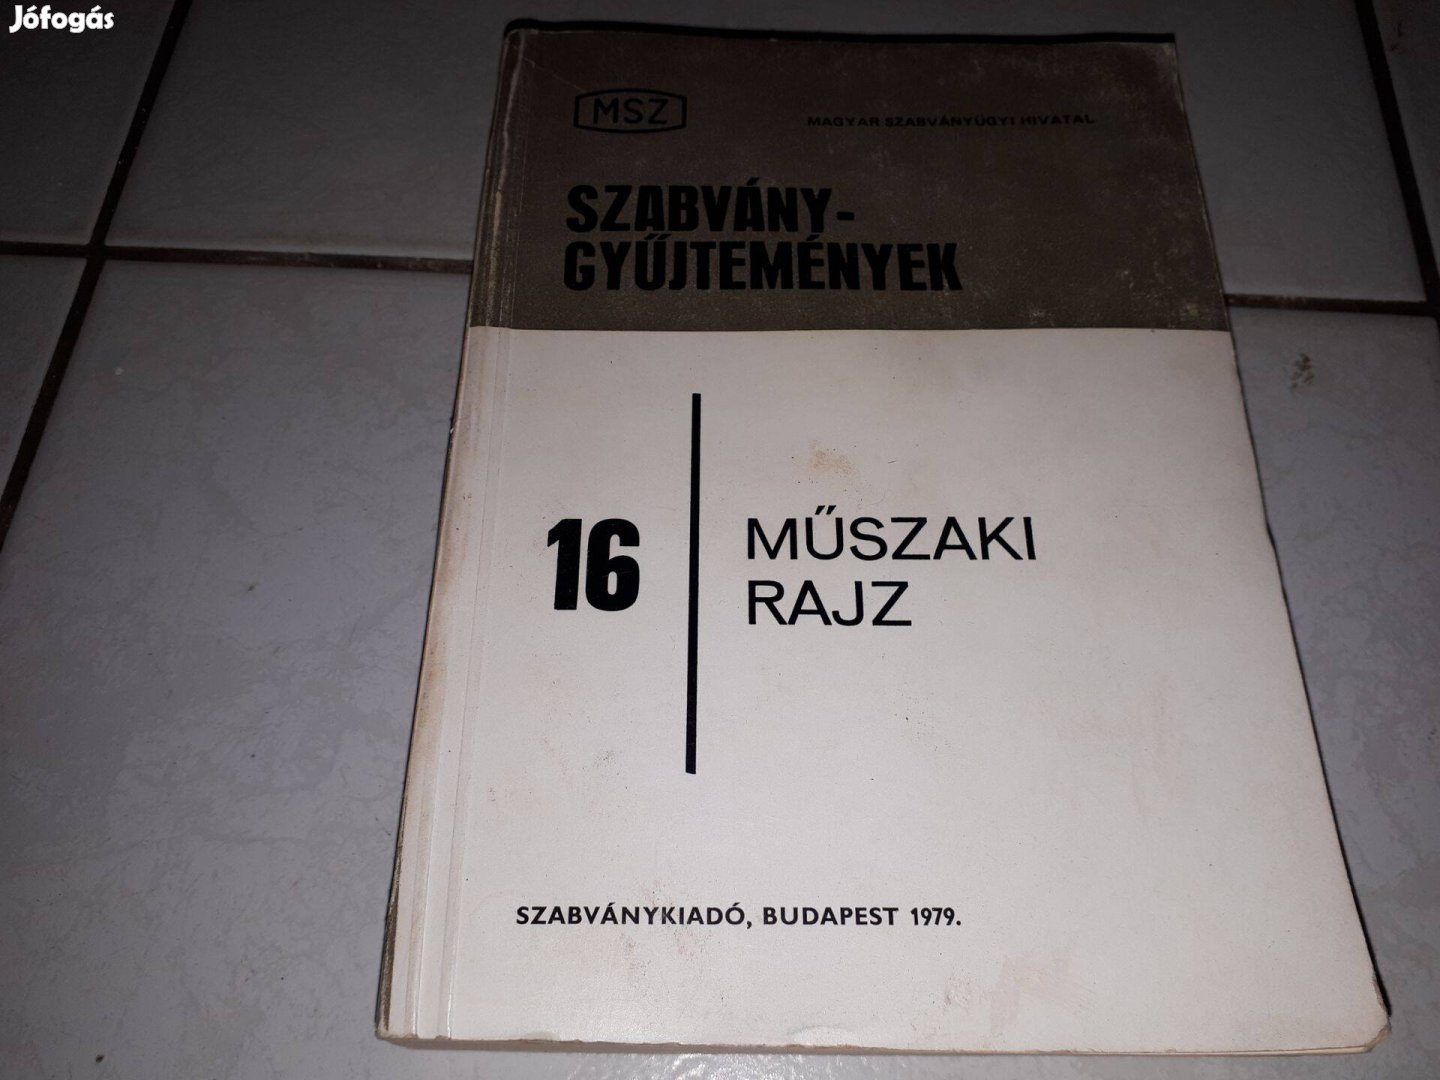 Jófogás
MSZ
MAGYAR SZABVÁNYÜGYI HIVATAL
SZABVÁNY-
GYŰJTEMÉNYEK
16
MŰSZAKI
RAJZ
SZABVÁNYKIADÓ, BUDAPEST 1979.